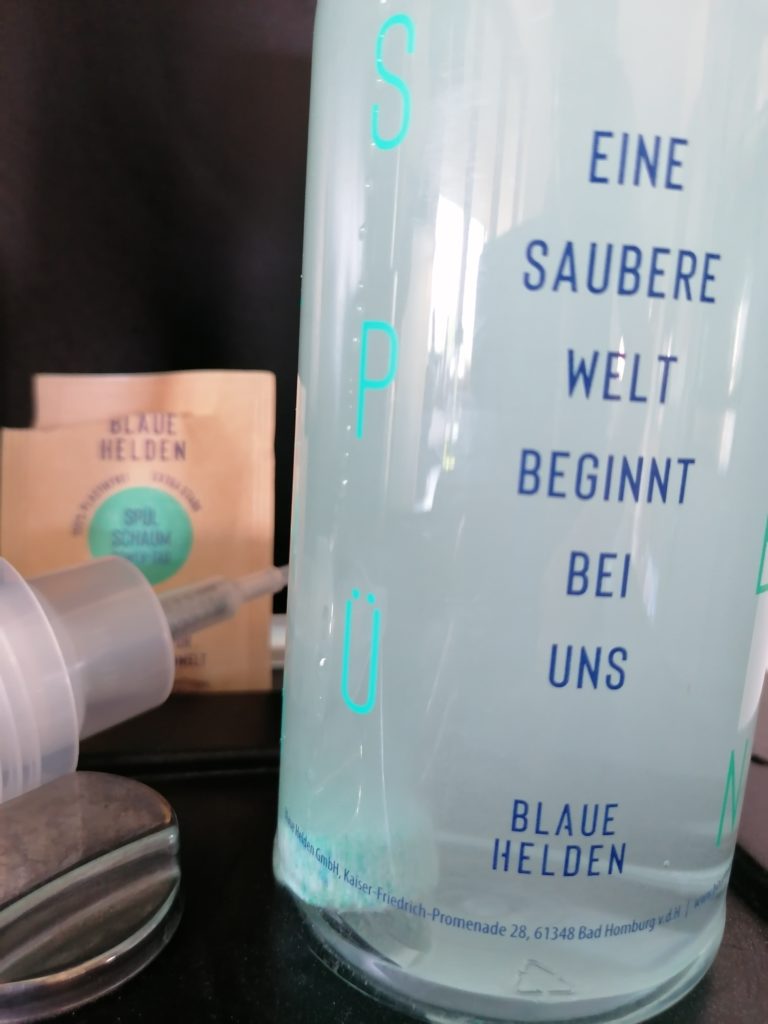 S
P
Ü
EINE
SAUBERE
WELT
BEGINNT
BEI
UNS
BLAUE
HELDEN
Helden GmbH, Kaiser-Friedrich-Promenade 28, 61348 Bad Homburg v.d.H. |
N
BLAUE
HELDEN
SPÜL
SCHAUM